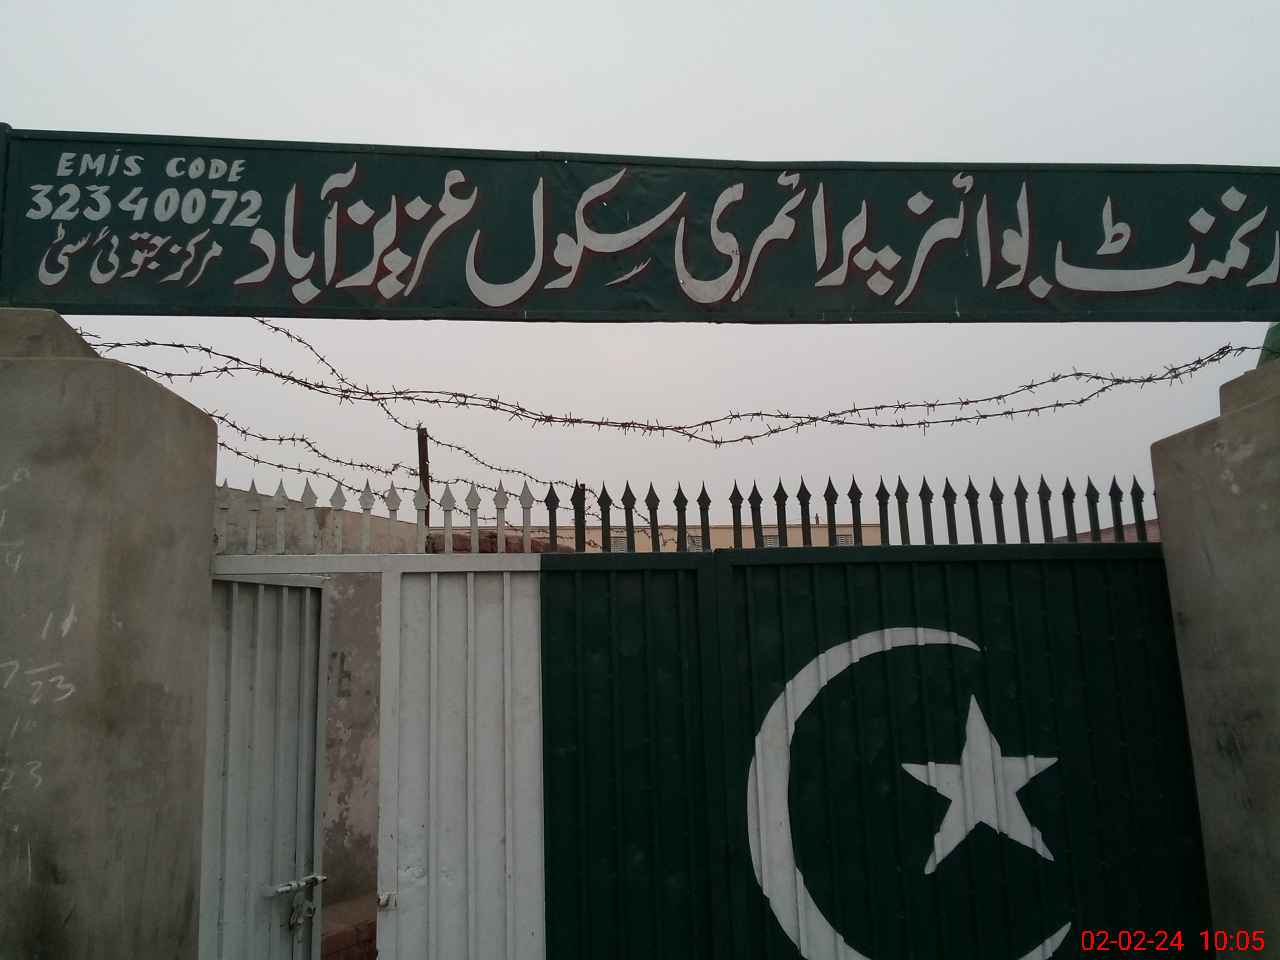 رنمنٹ بوائز پرائمری سکول عزیز آباد
EMIS CODE
32340072
مرکز جتوئی سٹی
02-02-24 10:05